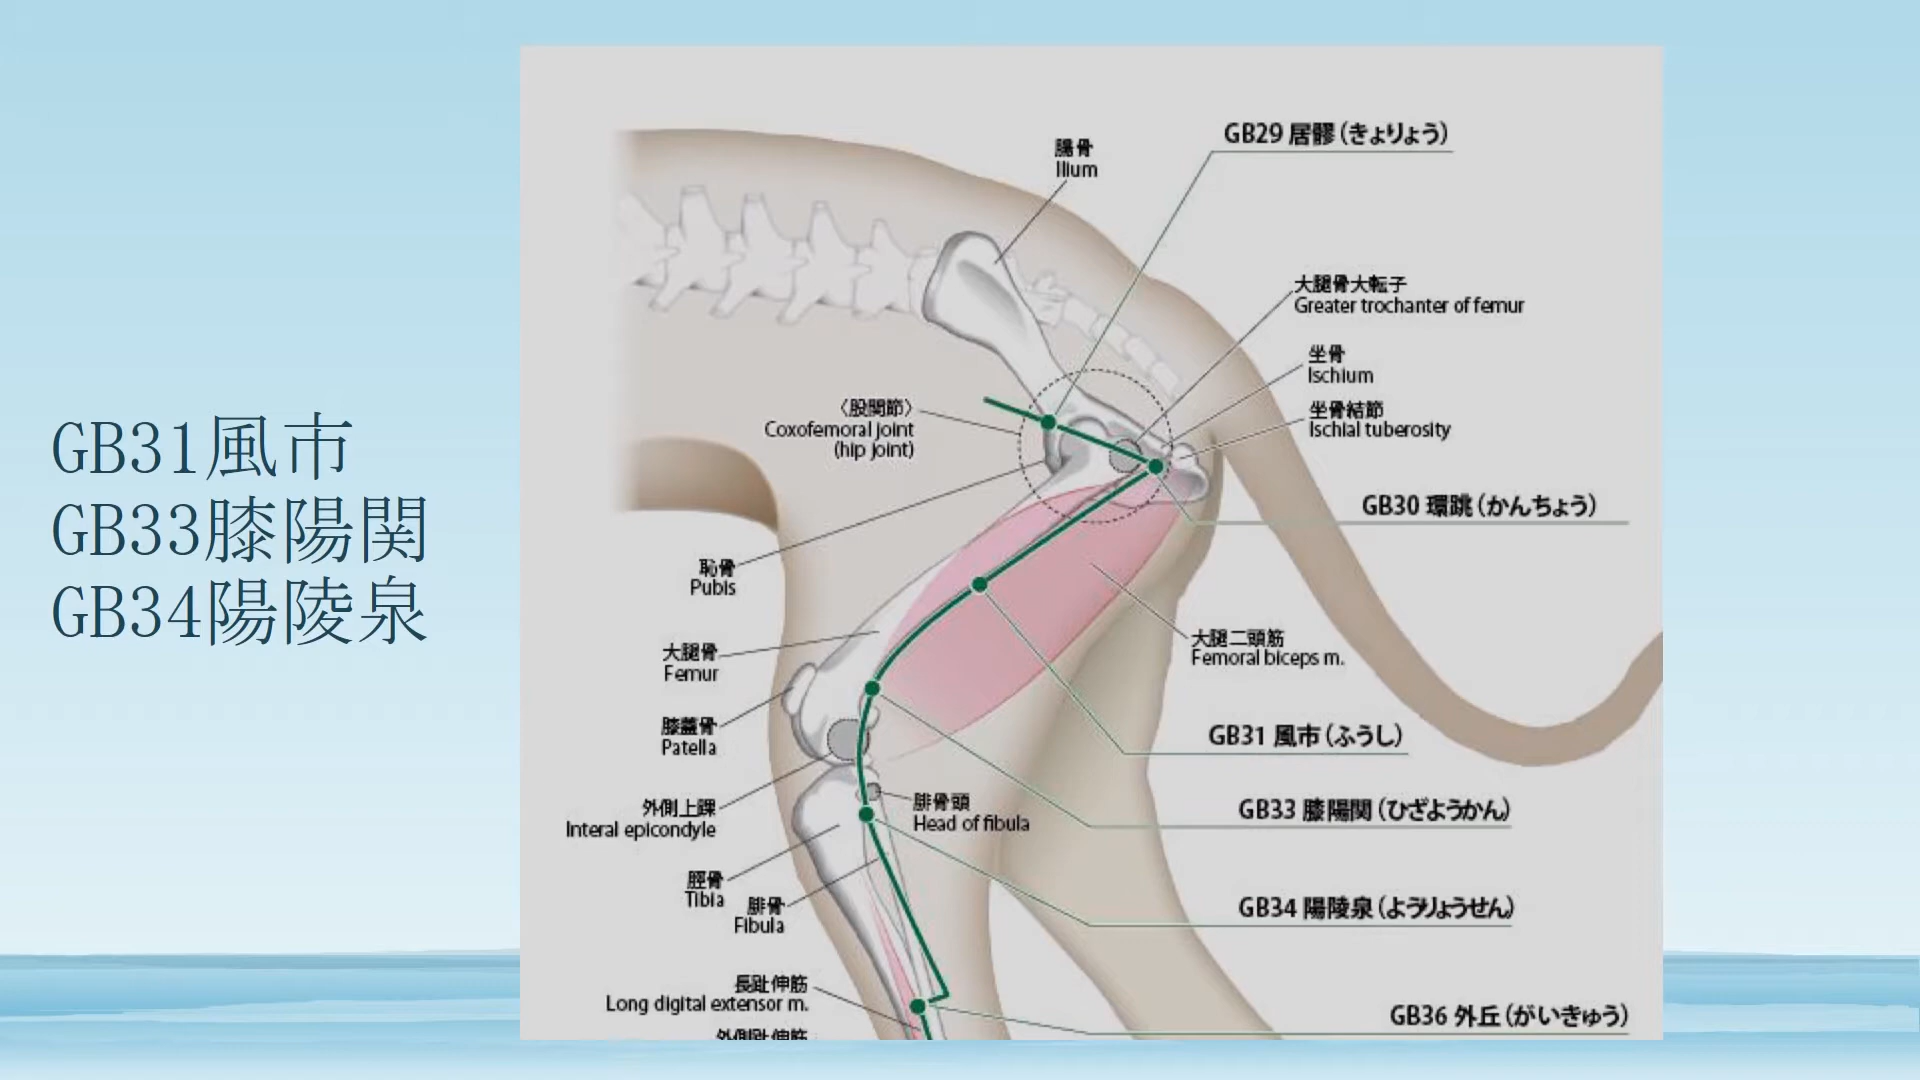 GB31風市
GB33膝陽関
GB34陽陵泉
腸骨
Ilium
GB29 居髎（きょりょう）
大腿骨大転子
Greater trochanter of femur
坐骨
Ischium
坐骨結節
Ischial tuberosity
〈股関節〉
Coxofemoral joint
(hip joint)
GB30 環跳（かんちょう）
恥骨
Pubis
大腿二頭筋
Femoral biceps m.
大腿骨
Femur
膝蓋骨
Patella
GB31 風市（ふうし）
外側上踝
Interal epicondyle
腓骨頭
Head of fibula
GB33 膝陽関（ひざようかん）
脛骨
Tibia
腓骨
Fibula
GB34 陽陵泉（ようりょうせん）
長趾伸筋
Long digital extensor m.
GB36 外丘（がいきゅう）
外側趾伸筋